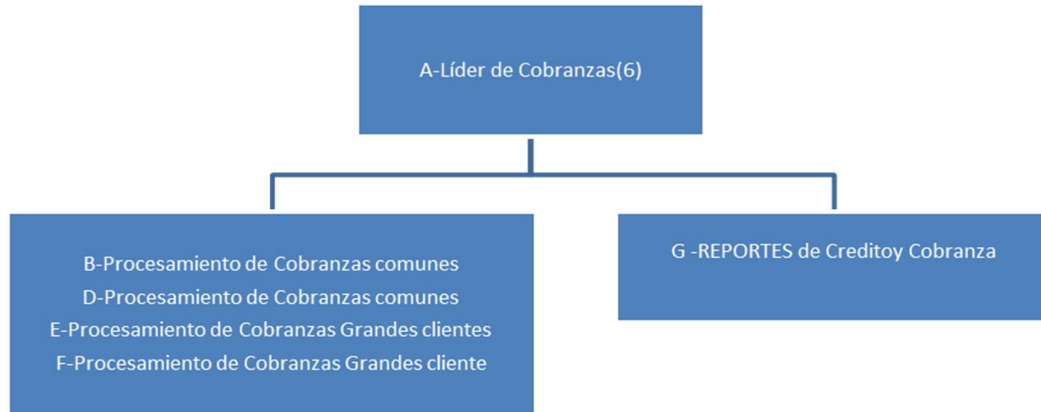 A-Líder de Cobranzas(6)
B-Procesamiento de Cobranzas comunes
D-Procesamiento de Cobranzas comunes
E-Procesamiento de Cobranzas Grandes clientes
F-Procesamiento de Cobranzas Grandes cliente
G -REPORTES de Creditoy Cobranza